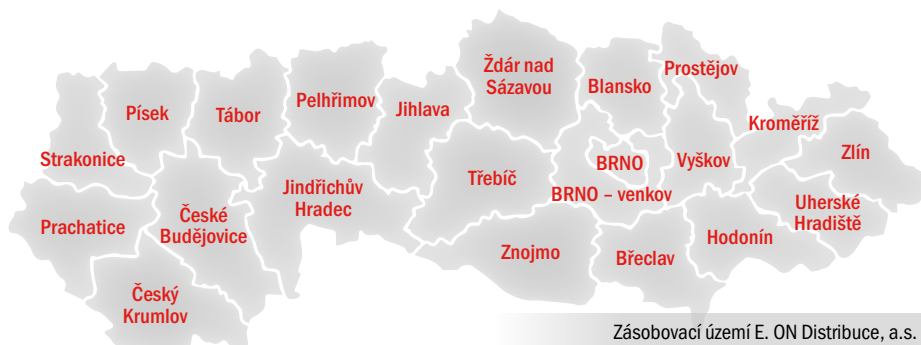 Ždár nad
Sázavou
Prostějov
Blansko
Pelhřimov
Písek
Tábor
Jihlava
Kroměříž
Strakonice
BRNO
Vyškov
Zlín
Třebíč
Jindřichův
Hradec
BRNO – venkov
Prachatice
České
Budějovice
Uherské
Hradiště
Hodonín
Znojmo
Břeclav
Český
Krumlov
Zásobovací území E. ON Distribuce, a.s.